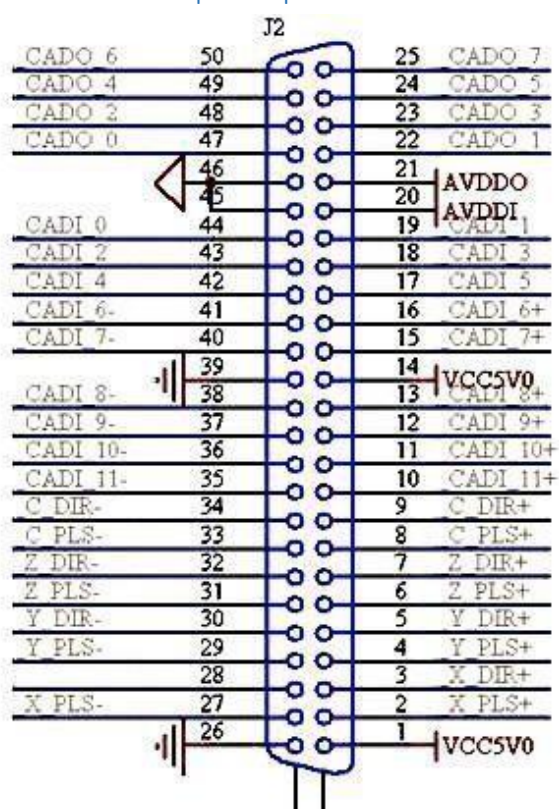 J2
CADO_6 50 25 CADO_7
CADO_4 49 24 CADO_5
CADO_2 48 23 CADO_3
CADO_0 47 22 CADO_1
46 21 AVDDO
45 20 AVDDI
CADI_0 44 19 CADI_1
CADI_2 43 18 CADI_3
CADI_4 42 17 CADI_5
CADI_6- 41 16 CADI_6+
CADI_7- 40 15 CADI_7+
39 14 VCC5V0
CADI_8- 38 13 CADI_8+
CADI_9- 37 12 CADI_9+
CADI_10- 36 11 CADI_10+
CADI_11- 35 10 CADI_11+
C_DIR- 34 9 C_DIR+
C_PLS- 33 8 C_PLS+
Z_DIR- 32 7 Z_DIR+
Z_PLS- 31 6 Z_PLS+
Y_DIR- 30 5 Y_DIR+
Y_PLS- 29 4 Y_PLS+
28 3 X_DIR+
X_PLS- 27 2 X_PLS+
26 1 VCC5V0